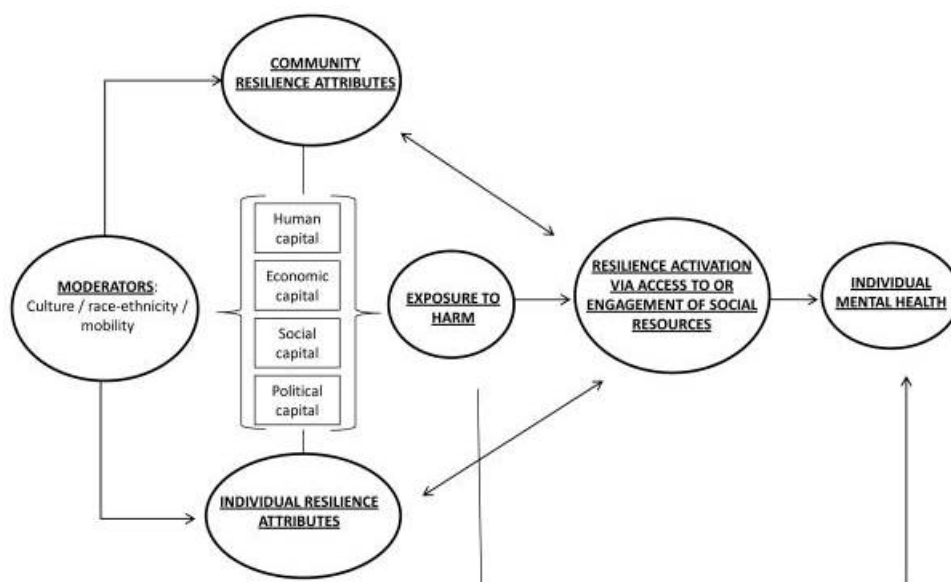 COMMUNITY
RESILIENCE ATTRIBUTES
Human
capital
Economic
capital
Social
capital
Political
capital
MODERATORS:
Culture / race-ethnicity /
mobility
EXPOSURE TO
HARM
RESILIENCE ACTIVATION
VIA ACCESS TO OR
ENGAGEMENT OF SOCIAL
RESOURCES
INDIVIDUAL
MENTAL HEALTH
INDIVIDUAL RESILIENCE
ATTRIBUTES